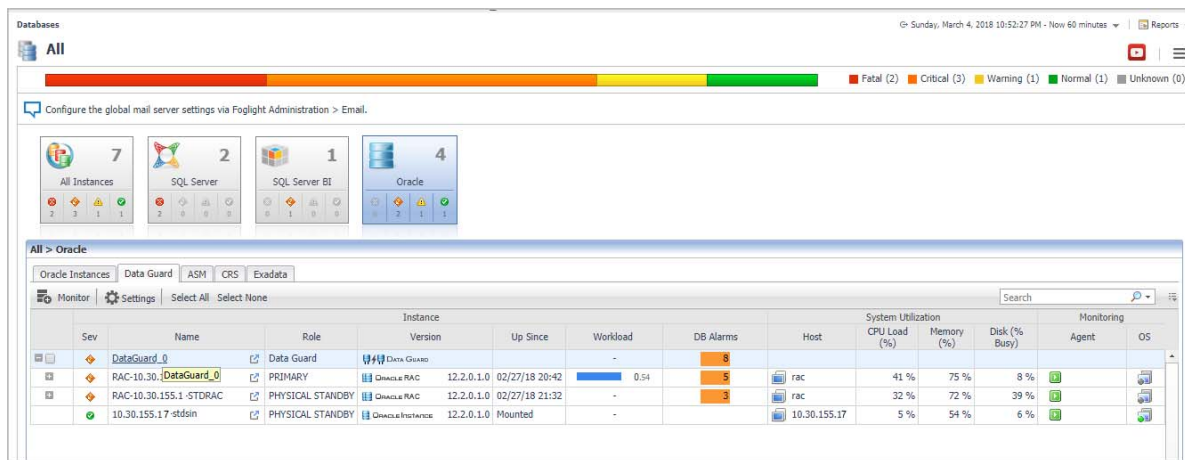 Databases
Sunday, March 4, 2018 10:52:27 PM - Now 60 minutes
Reports
All
Fatal (2) Critical (3) Warning (1) Normal (1) Unknown (0)
Configure the global mail server settings via Foglight Administration > Email.
7
All Instances
2 3 1 1
2
SQL Server
2 0 0 0
1
SQL Server BI
0 1 0 0
4
Oracle
0 2 1 1
All > Oracle
Oracle Instances Data Guard ASM CRS Exadata
Monitor Settings Select All Select None Search
Instance System Utilization Monitoring
Sev Name Role Version Up Since Workload DB Alarms Host CPU Load (%) Memory (%) Disk (% Busy) Agent OS
DataGuard_0 Data Guard DATA GUARD - 8
RAC-10.30. PRIMARY ORACLE RAC 12.2.0.1.0 02/27/18 20:42 0.54 5 rac 41 % 75 % 8 %
DataGuard_0
RAC-10.30.155.1 -STDRAC PHYSICAL STANDBY ORACLE RAC 12.2.0.1.0 02/27/18 21:32 - 3 rac 32 % 72 % 39 %
10.30.155.17-stdsin PHYSICAL STANDBY ORACLE INSTANCE 12.2.0.1.0 Mounted - 10.30.155.17 5 % 54 % 6 %